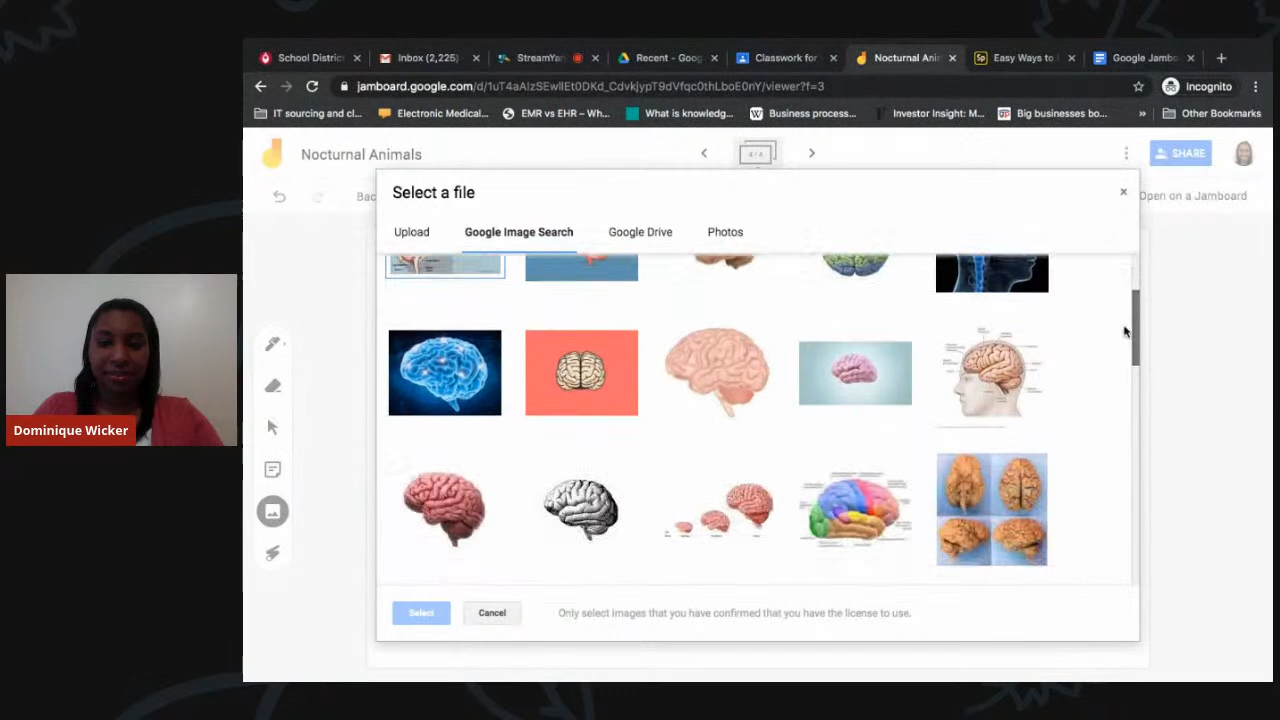 School Distric
Inbox (2,225)
StreamYar
Recent - Goog
Classwork for
Nocturnal Ani
Easy Ways to
Google Jambo
jamboard.google.com/d/1uT4aAIzSEwllEt0DKd_CdvkjypT9dVfqc0thLboE0nY/viewer?f=3
Incognito
IT sourcing and cl...
Electronic Medical...
EMR vs EHR – Wh...
What is knowledg...
Business process...
Investor Insight: M...
Big businesses bo...
Other Bookmarks
Nocturnal Animals
4 / 4
SHARE
Bac
Open on a Jamboard
Select a file
Upload
Google Image Search
Google Drive
Photos
Dominique Wicker
Select
Cancel
Only select images that you have confirmed that you have the license to use.